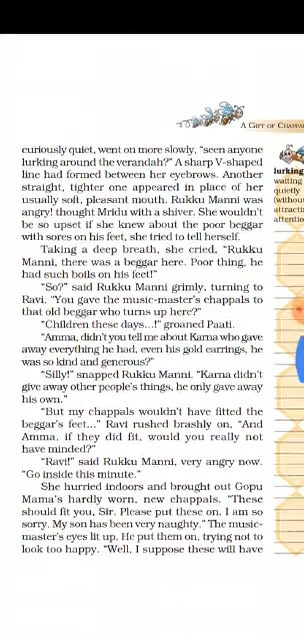 A GIFT OF CHAPPA
curiously quiet, went on more slowly, "seen anyone
lurking around the verandah?" A sharp V-shaped
line had formed between her eyebrows. Another
straight, tighter one appeared in place of her
usually soft, pleasant mouth. Rukku Manni was
angry! thought Mridu with a shiver. She wouldn't
be so upset if she knew about the poor beggar
with sores on his feet, she tried to tell herself.
Taking a deep breath, she cried, "Rukku
Manni, there was a beggar here. Poor thing, he
had such boils on his feet!"
"So?" said Rukku Manni grimly, turning to
Ravi. "You gave the music-master's chappals to
that old beggar who turns up here?"
"Children these days...!" groaned Paati.
"Amma, didn't you tell me about Karna who gave
away everything he had, even his gold earrings, he
was so kind and generous?"
"Silly!" snapped Rukku Manni. "Karna didn't
give away other people's things, he only gave away
his own."
"But my chappals wouldn't have fitted the
beggar's feet..." Ravi rushed brashly on, "And
Amma, if they did fit, would you really not
have minded?"
"Ravi!" said Rukku Manni, very angry now.
"Go inside this minute."
She hurried indoors and brought out Gopu
Mama's hardly worn, new chappals. "These
should fit you, Sir. Please put these on. I am so
sorry. My son has been very naughty." The music-
master's eyes lit up. He put them on, trying not to
look too happy. "Well, I suppose these will have
lurking
waiting
quietly
(withou
attractin
attentio